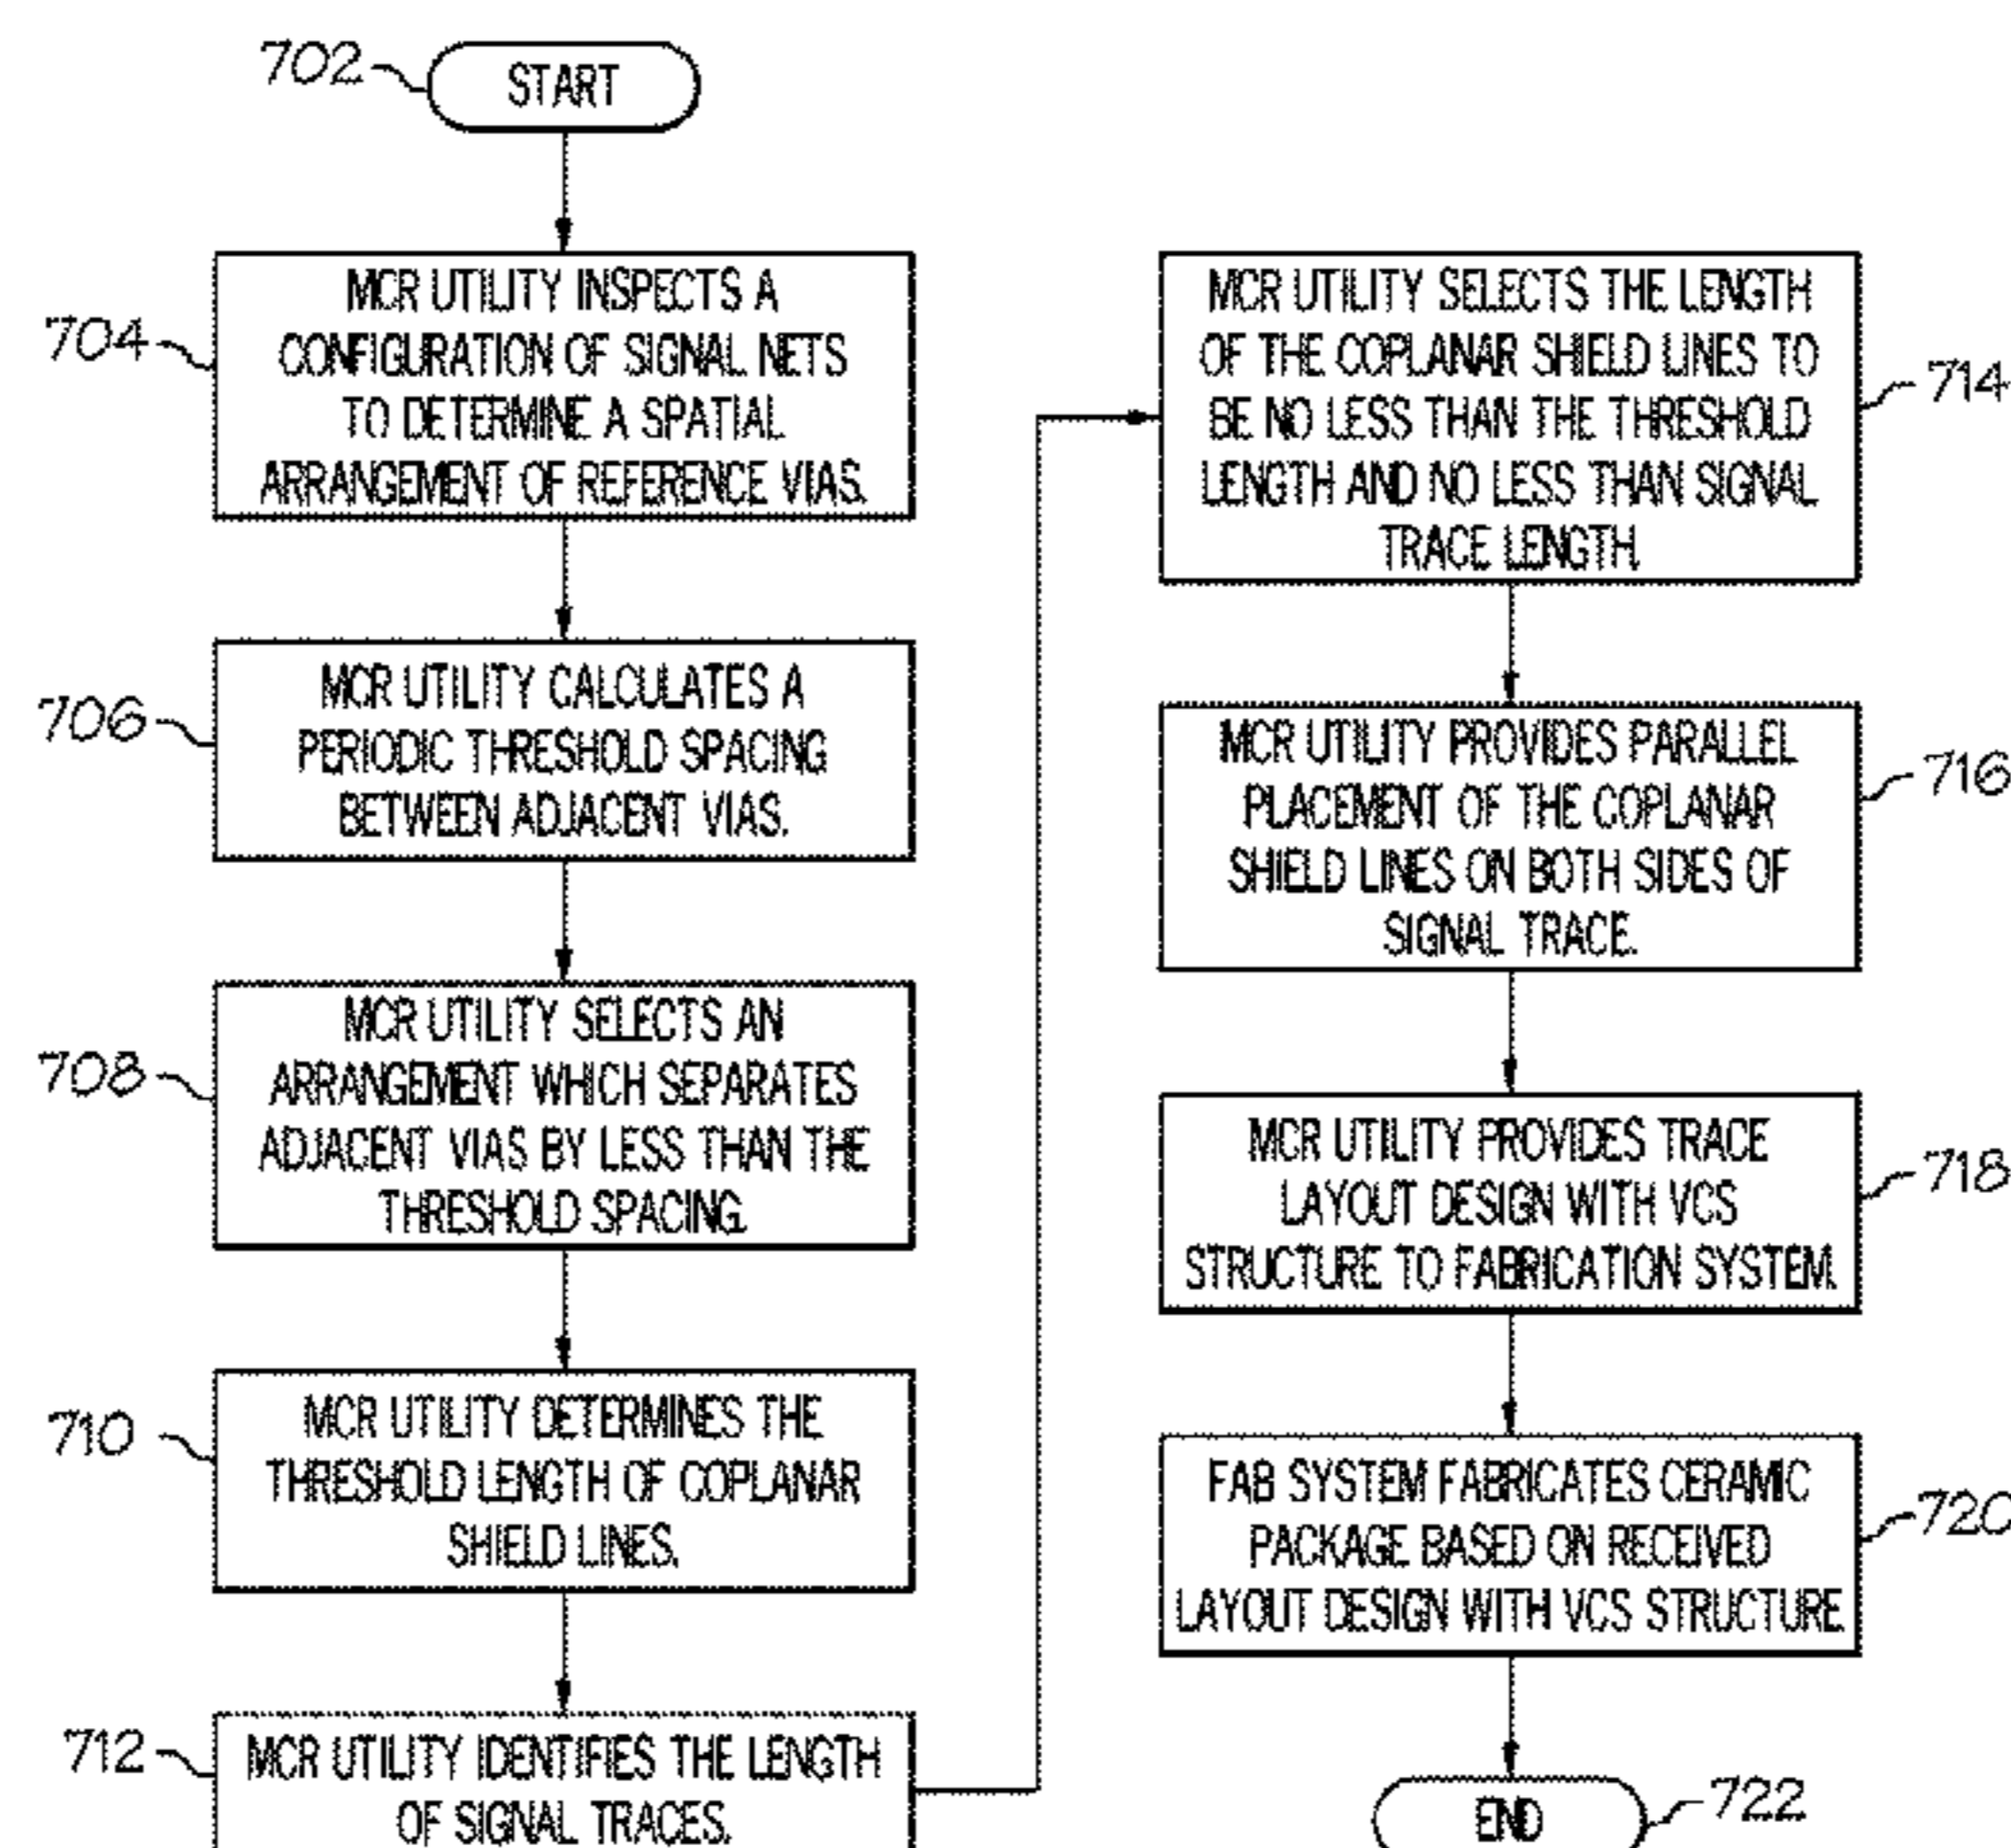 702
START
704
MCR UTILITY INSPECTS A
CONFIGURATION OF SIGNAL NETS
TO DETERMINE A SPATIAL
ARRANGEMENT OF REFERENCE VIAS.
706
MCR UTILITY CALCULATES A
PERIODIC THRESHOLD SPACING
BETWEEN ADJACENT VIAS.
708
MCR UTILITY SELECTS AN
ARRANGEMENT WHICH SEPARATES
ADJACENT VIAS BY LESS THAN THE
THRESHOLD SPACING.
710
MCR UTILITY DETERMINES THE
THRESHOLD LENGTH OF COPLANAR
SHIELD LINES.
712
MCR UTILITY IDENTIFIES THE LENGTH
OF SIGNAL TRACES.
MCR UTILITY SELECTS THE LENGTH
OF THE COPLANAR SHIELD LINES TO
BE NO LESS THAN THE THRESHOLD
LENGTH AND NO LESS THAN SIGNAL
TRACE LENGTH.
714
MCR UTILITY PROVIDES PARALLEL
PLACEMENT OF THE COPLANAR
SHIELD LINES ON BOTH SIDES OF
SIGNAL TRACE.
716
MCR UTILITY PROVIDES TRACE
LAYOUT DESIGN WITH VCS
STRUCTURE TO FABRICATION SYSTEM.
718
FAB SYSTEM FABRICATES CERAMIC
PACKAGE BASED ON RECEIVED
LAYOUT DESIGN WITH VCS STRUCTURE.
720
END
722